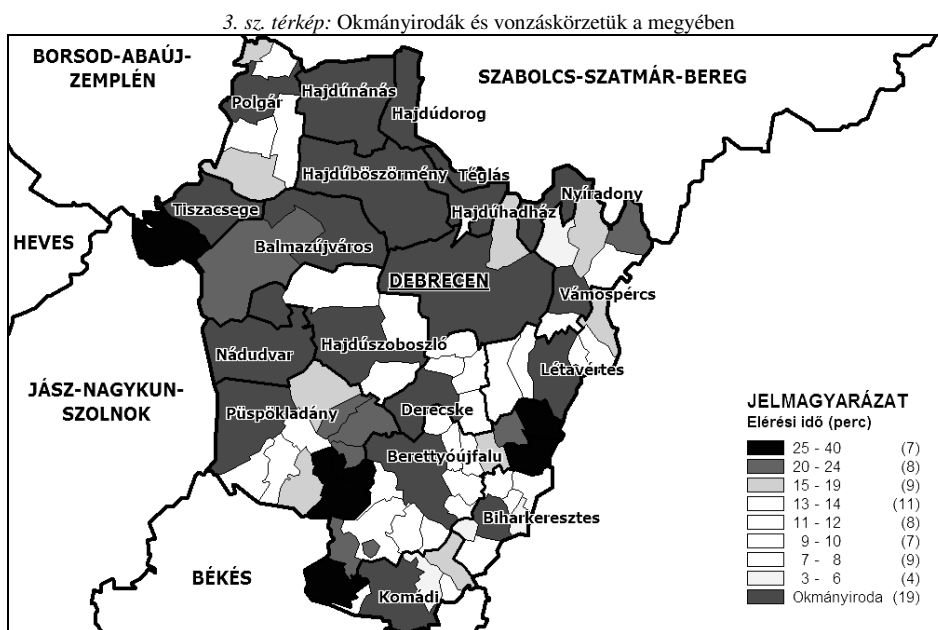 3. sz. térkép: Okmányirodák és vonzáskörzetük a megyében
BORSOD-ABAÚJ-
ZEMPLÉN
SZABOLCS-SZATMÁR-BEREG
Polgár
Hajdúnánás
Hajdúdorog
Hajdúböszörmény
Téglás
Nyíradony
Tiszacsege
Hajdúhadház
HEVES
Balmazújváros
DEBRECEN
Vámospércs
Hajdúszoboszló
Nádudvar
Létavértes
JÁSZ-NAGYKUN-
SZOLNOK
Püspökladány
Derecske
Berettyóújfalu
Biharkeresztes
BÉKÉS
Komádi
JELMAGYARÁZAT
Elérési idő (perc)
25 - 40 (7)
20 - 24 (8)
15 - 19 (9)
13 - 14 (11)
11 - 12 (8)
9 - 10 (7)
7 - 8 (9)
3 - 6 (4)
Okmányiroda (19)